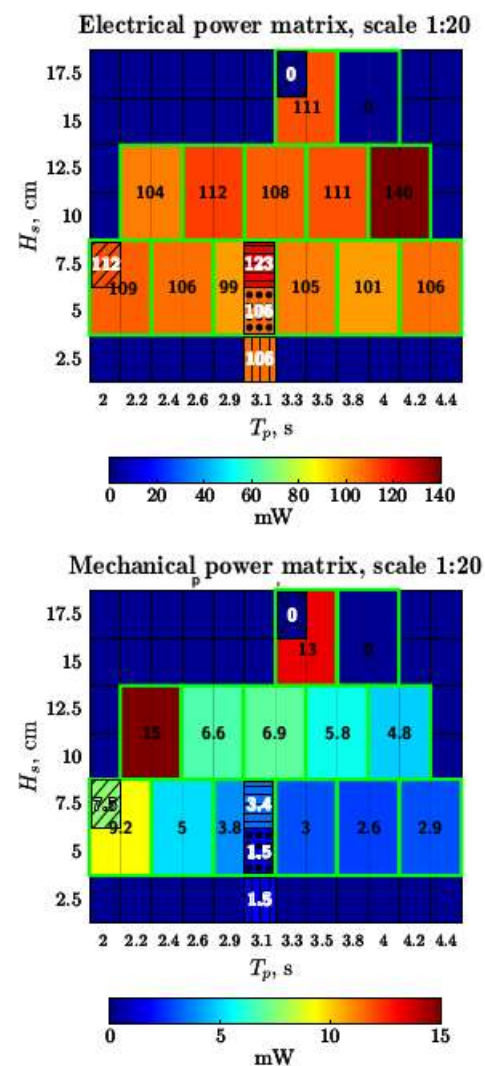 Electrical power matrix, scale 1:20
17.5
0
15
111
0
12.5
104 112 108 111 140
10
7.5
112 123
109 106 99 105 101 106
5
106
2.5
106
H_s, cm
2 2.2 2.4 2.6 2.9 3.1 3.3 3.5 3.8 4 4.2 4.4
T_p, s
0 20 40 60 80 100 120 140
mW
Mechanical power matrix, scale 1:20
p
17.5
0
15
13
0
12.5
15 6.6 6.9 5.8 4.8
10
7.5
7.5 3.4
9.2 5 3.8 3 2.6 2.9
5
1.5
2.5
1.5
H_s, cm
2 2.2 2.4 2.6 2.9 3.1 3.3 3.5 3.8 4 4.2 4.4
T_p, s
0 5 10 15
mW